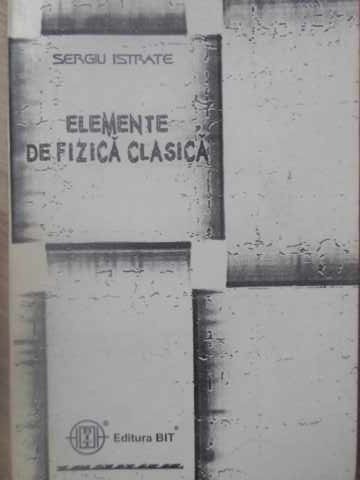 SERGIU ISTRATE
ELEMENTE
DE FIZICĂ CLASICĂ
Editura BIT®